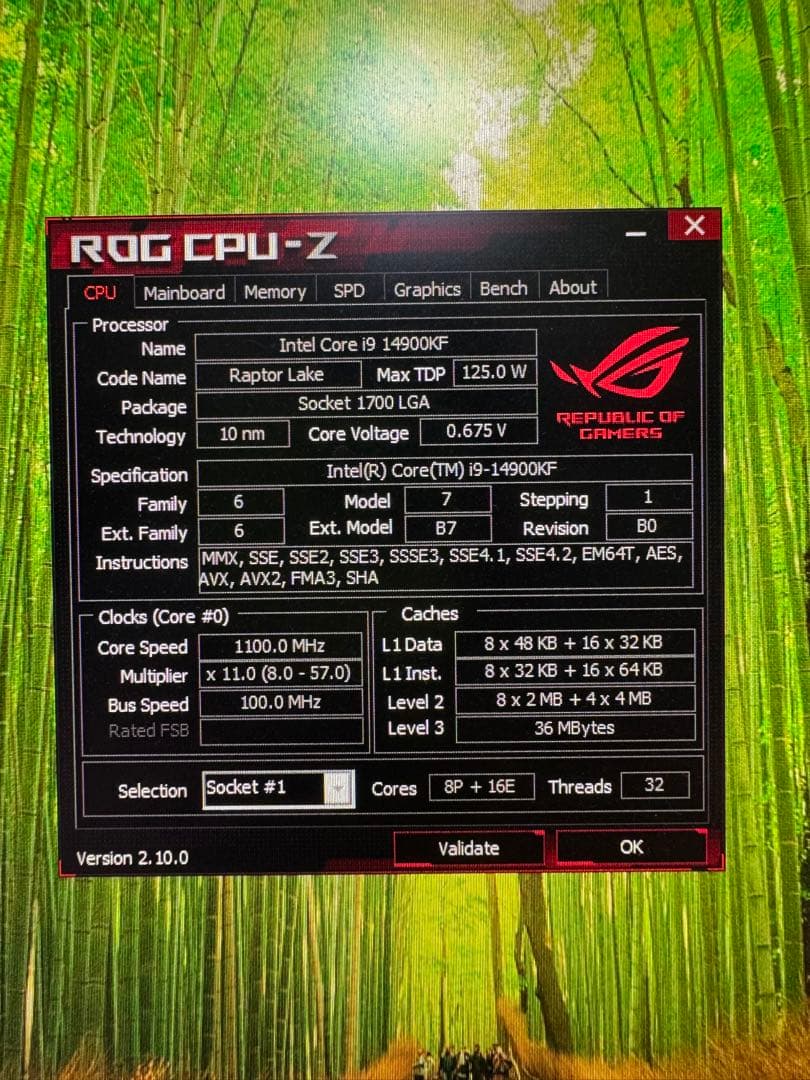 ROG CPU-Z
CPU Mainboard Memory SPD Graphics Bench About
Processor
Name Intel Core i9 14900KF
Code Name Raptor Lake Max TDP 125.0 W
Package Socket 1700 LGA
Technology 10 nm Core Voltage 0.675 V
REPUBLIC OF
GAMERS
Specification Intel(R) Core(TM) i9-14900KF
Family 6 Model 7 Stepping 1
Ext. Family 6 Ext. Model B7 Revision B0
Instructions MMX, SSE, SSE2, SSE3, SSSE3, SSE4.1, SSE4.2, EM64T, AES,
AVX, AVX2, FMA3, SHA
Clocks (Core #0)
Core Speed 1100.0 MHz
Multiplier x 11.0 (8.0 - 57.0)
Bus Speed 100.0 MHz
Rated FSB
Caches
L1 Data 8 x 48 KB + 16 x 32 KB
L1 Inst. 8 x 32 KB + 16 x 64 KB
Level 2 8 x 2 MB + 4 x 4 MB
Level 3 36 MBytes
Selection Socket #1 Cores 8P + 16E Threads 32
Version 2.10.0 Validate OK